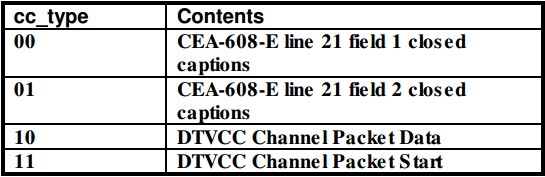 cc_type Contents
00 CEA-608-E line 21 field 1 closed
captions
01 CEA-608-E line 21 field 2 closed
captions
10 DTVCC Channel Packet Data
11 DTVCC Channel Packet Start